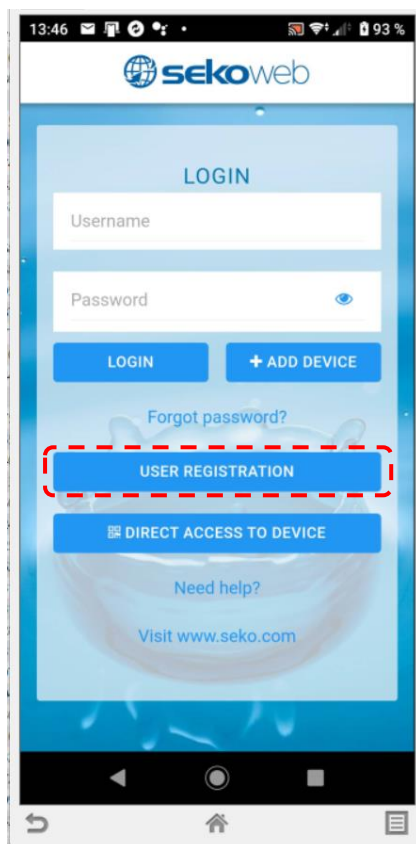 13:46 93 %
sekoweb
LOGIN
Username
Password
LOGIN + ADD DEVICE
Forgot password?
USER REGISTRATION
DIRECT ACCESS TO DEVICE
Need help?
Visit www.seko.com